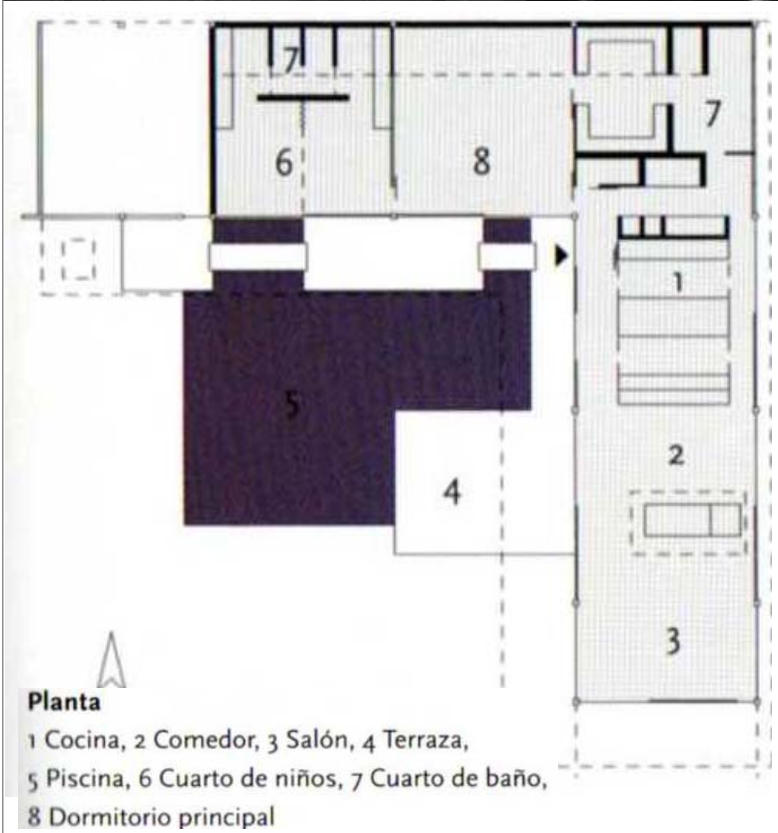 7
7
6
8
1
5
2
4
3
Planta
1 Cocina, 2 Comedor, 3 Salón, 4 Terraza,
5 Piscina, 6 Cuarto de niños, 7 Cuarto de baño,
8 Dormitorio principal